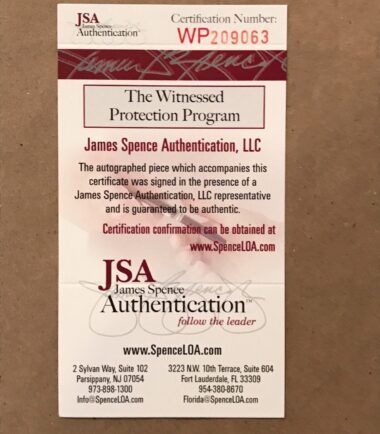 JSA
James Spence
Authentication™
Certification Number:
WP209063
The Witnessed
Protection Program
James Spence Authentication, LLC
The autographed piece which accompanies this
certificate was signed in the presence of a
James Spence Authentication, LLC representative
and is guaranteed to be authentic.
Certification confirmation can be obtained at
www.SpenceLOA.com
JSA
James Spence
Authentication™
follow the leader
www.SpenceLOA.com
2 Sylvan Way, Suite 102
Parsippany, NJ 07054
973-898-1300
Info@SpenceLOA.com
3223 N.W. 10th Terrace, Suite 604
Fort Lauderdale, FL 33309
954-380-8670
Florida@SpenceLOA.com